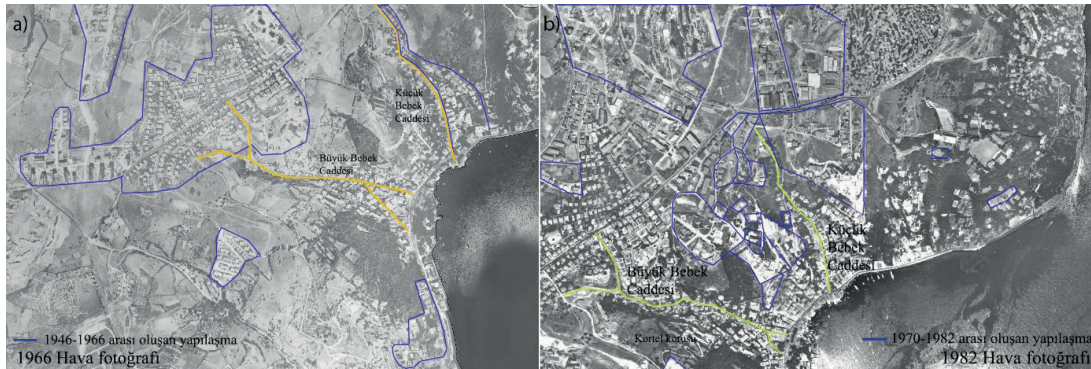 a)
Küçük
Bebek
Caddesi
Büyük Bebek
Caddesi
1946-1966 arası oluşan yapılaşma
1966 Hava fotoğrafı
b)
Küçük
Bebek
Caddesi
Büyük Bebek
Caddesi
Kortel korusu
1970-1982 arası oluşan yapılaşma
1982 Hava fotoğrafı